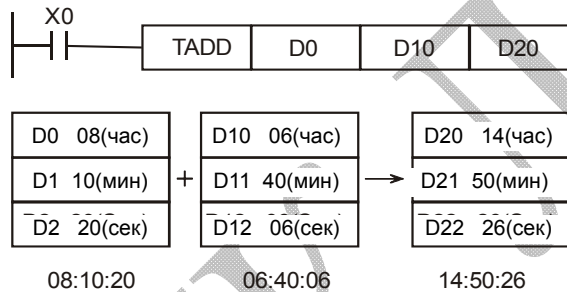 X0
TADD D0 D10 D20
D0 08(час) D10 06(час) D20 14(час)
D1 10(мин) + D11 40(мин) → D21 50(мин)
D2 20(сек) D12 06(сек) D22 26(сек)
08:10:20 06:40:06 14:50:26